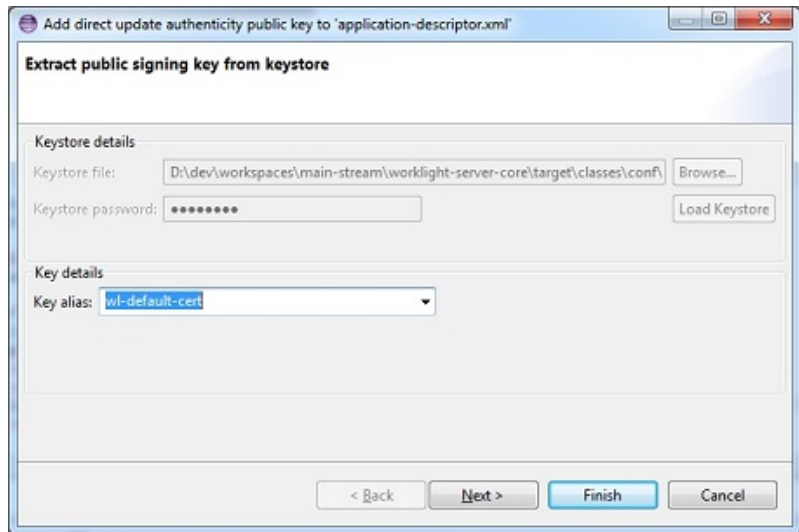 Add direct update authenticity public key to 'application-descriptor.xml'
Extract public signing key from keystore
Keystore details
Keystore file: D:\dev\workspaces\main-stream\worklight-server-core\target\classes\conf\ Browse...
Keystore password: ●●●●●●●● Load Keystore
Key details
Key alias: wl-default-cert
< Back Next > Finish Cancel